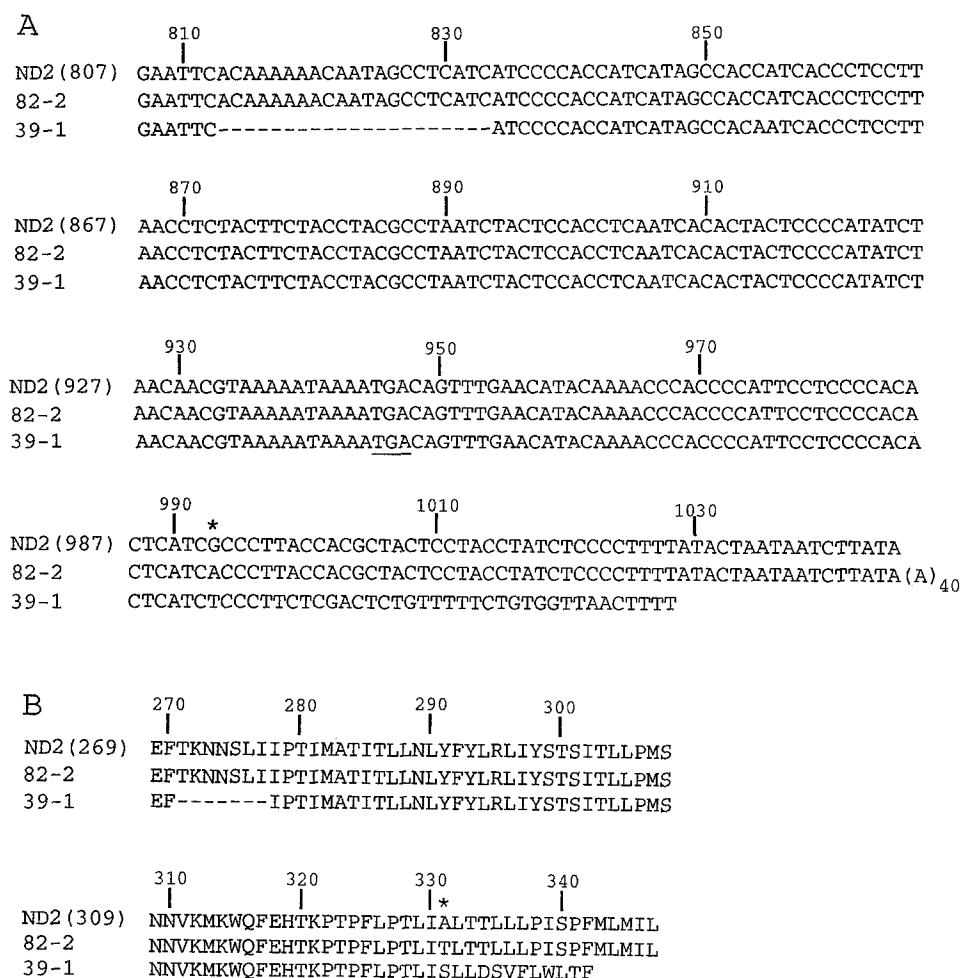 A
810 830 850
ND2(807) GAATTCACAAAAAACAATAGCCTCATCATCCCCACCATCATAGCCACCATCACCCTCCTT
82-2 GAATTCACAAAAAACAATAGCCTCATCATCCCCACCATCATAGCCACCATCACCCTCCTT
39-1 GAATTC---------------------ATCCCCACCATCATAGCCACAATCACCCTCCTT
870 890 910
ND2(867) AACCTCTACTTCTACCTACGCCTAATCTACTCCACCTCAATCACACTACTCCCCATATCT
82-2 AACCTCTACTTCTACCTACGCCTAATCTACTCCACCTCAATCACACTACTCCCCATATCT
39-1 AACCTCTACTTCTACCTACGCCTAATCTACTCCACCTCAATCACACTACTCCCCATATCT
930 950 970
ND2(927) AACAACGTAAAAATAAAATGACAGTTTGAACATACAAAACCCACCCCATTCCTCCCCACA
82-2 AACAACGTAAAAATAAAATGACAGTTTGAACATACAAAACCCACCCCATTCCTCCCCACA
39-1 AACAACGTAAAAATAAAATGACAGTTTGAACATACAAAACCCACCCCATTCCTCCCCACA
990 * 1010 1030
ND2(987) CTCATCGCCCTTACCACGCTACTCCTACCTATCTCCCCTTTTATACTAATAATCTTATA
82-2 CTCATCACCCTTACCACGCTACTCCTACCTATCTCCCCTTTTATACTAATAATCTTATA(A)40
39-1 CTCATCTCCCTTCTCGACTCTGTTTTTCTGTGGTTAACTTTT
B
270 280 290 300
ND2(269) EFTKNNSLIIPTIMATITLLNLYFYLRLIYSTSITLLPMS
82-2 EFTKNNSLIIPTIMATITLLNLYFYLRLIYSTSITLLPMS
39-1 EF-------IPTIMATITLLNLYFYLRLIYSTSITLLPMS
310 320 330 * 340
ND2(309) NNVKMKWQFEHTKPTPFLPTLIALTTLLLPISPFMLMIL
82-2 NNVKMKWQFEHTKPTPFLPTLITLTTLLLPISPFMLMIL
39-1 NNVKMKWQFEHTKPTPFLPTLISLLDSVFLWLTF